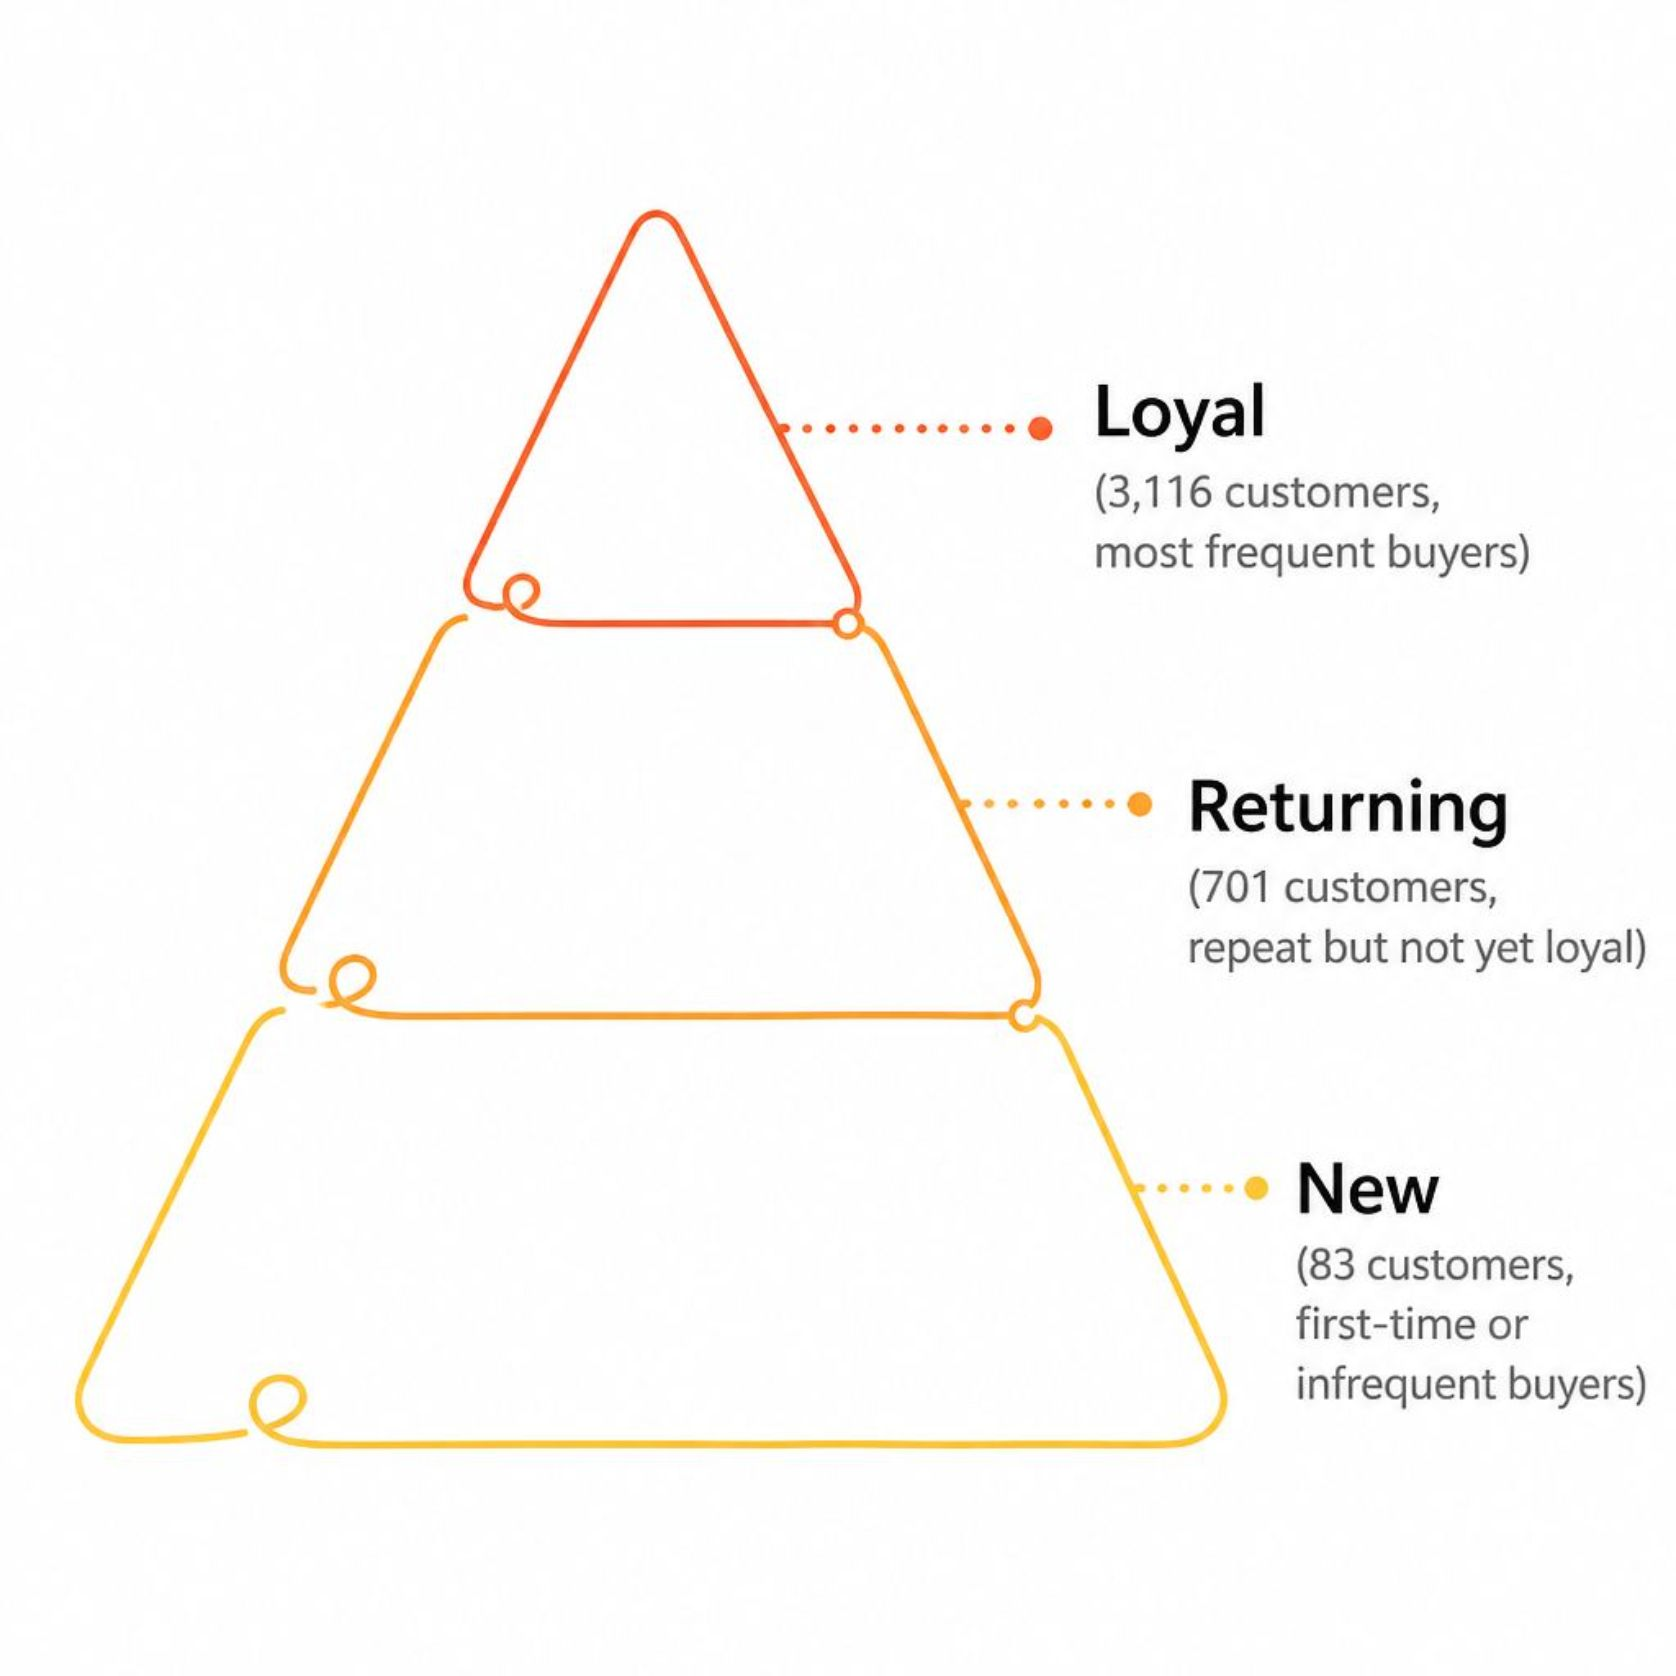 Loyal
(3,116 customers,
most frequent buyers)
Returning
(701 customers,
repeat but not yet loyal)
New
(83 customers,
first-time or
infrequent buyers)